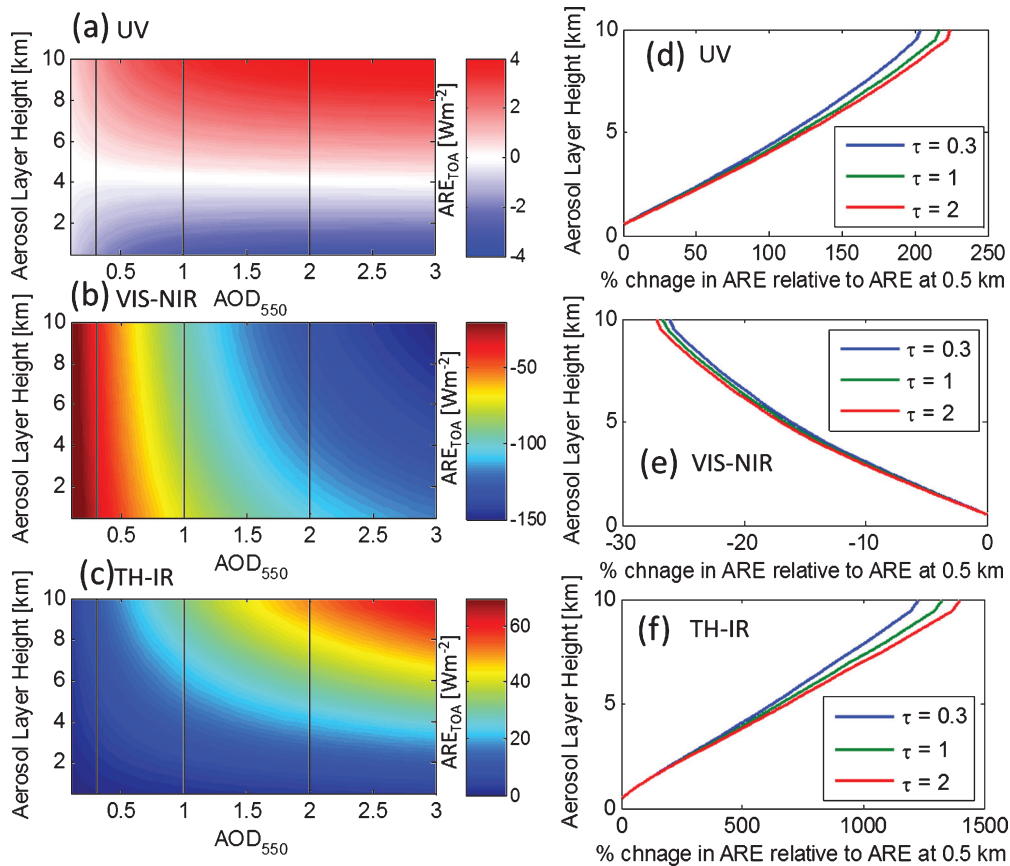 (a) UV
Aerosol Layer Height [km]
10
8
6
4
2
0.5
1
1.5
2
2.5
3
AOD550
4
2
0
-2
-4
ARETOA [Wm-2]
(b) VIS-NIR
Aerosol Layer Height [km]
10
8
6
4
2
0.5
1
1.5
2
2.5
3
AOD550
-50
-100
-150
ARETOA [Wm-2]
(c) TH-IR
Aerosol Layer Height [km]
10
8
6
4
2
0.5
1
1.5
2
2.5
3
AOD550
60
40
20
0
ARETOA [Wm-2]
(d) UV
Aerosol Layer Height [km]
10
5
0
τ = 0.3
τ = 1
τ = 2
0
50
100
150
200
250
% chnage in ARE relative to ARE at 0.5 km
(e) VIS-NIR
Aerosol Layer Height [km]
10
5
0
τ = 0.3
τ = 1
τ = 2
-30
-20
-10
0
% chnage in ARE relative to ARE at 0.5 km
(f) TH-IR
Aerosol Layer Height [km]
10
5
0
τ = 0.3
τ = 1
τ = 2
0
500
1000
1500
% chnage in ARE relative to ARE at 0.5 km